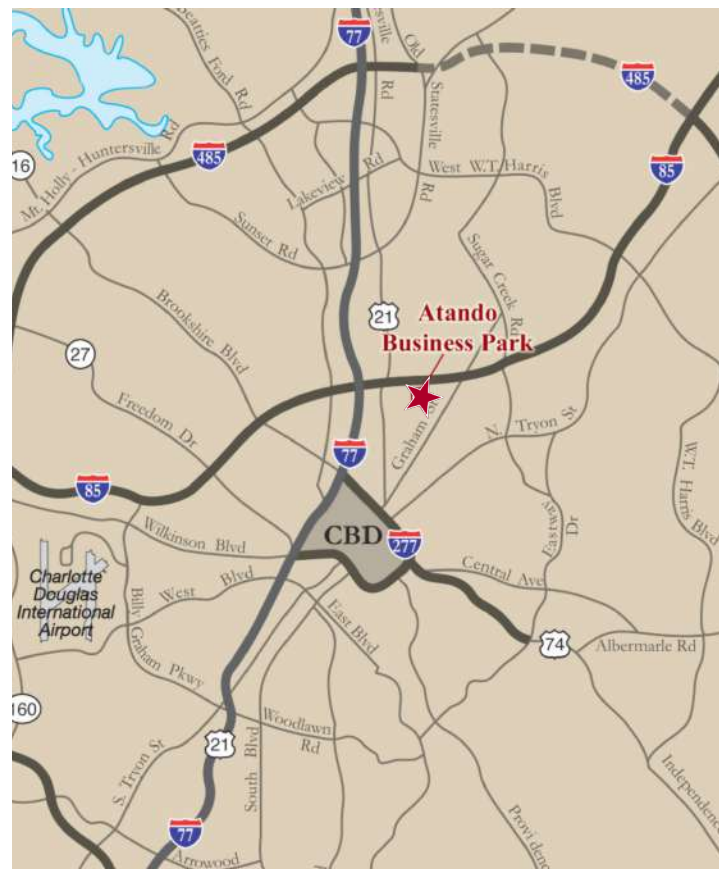 77
Beatties
Ford Rd
Statesville
Rd
Old
Statesville
Rd
485
16
Mt. Holly - Huntersville Rd
485
Lakeview Rd
West W.T. Harris
Blvd
85
Sunset Rd
Sugar Creek Rd
Brookshire Blvd
21
Atando
Business Park
27
Freedom Dr
Graham St
N. Tryon St
77
85
W.T. Harris Blvd
Wilkinson Blvd
CBD
277
Eastway Dr
Central Ave
Charlotte
Douglas
International
Airport
West Blvd
Billy Graham Pkwy
East Blvd
74
Albermarle Rd
160
Woodlawn
Rd
21
S. Tryon St
South Blvd
Independenc
Providenc
77
Arrowood